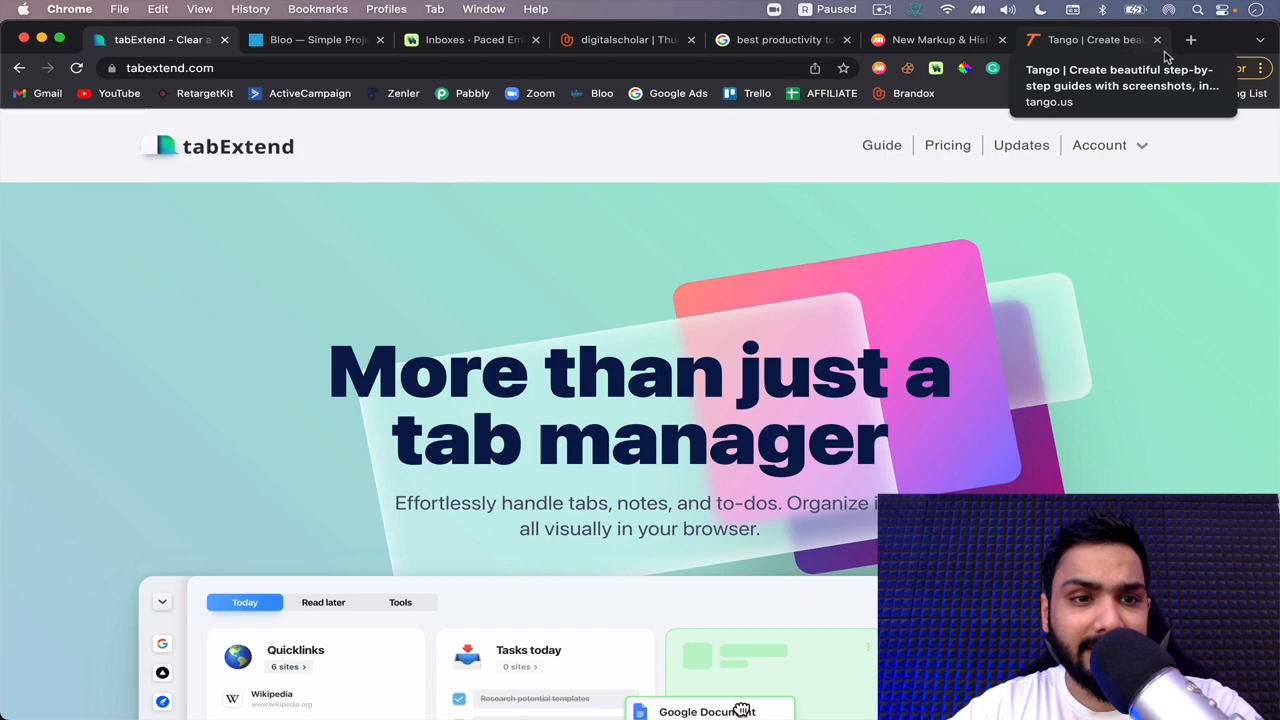 Chrome File Edit View History Bookmarks Profiles Tab Window Help
R Paused
tabExtend - Clear a
Bloo — Simple Proj
Inboxes - Paced Em
digitalscholar | Thu
best productivity to
New Markup & Hist
Tango | Create beau
tabextend.com
Tango | Create beautiful step-by-
step guides with screenshots, in...
tango.us
Gmail YouTube RetargetKit ActiveCampaign Zenler Pabbly Zoom Bloo Google Ads Trello AFFILIATE Brandox
tabExtend
Guide Pricing Updates Account
More than just a
tab manager
Effortlessly handle tabs, notes, and to-dos. Organize
all visually in your browser.
Today Read later Tools
Quicklinks
6 sites >
Tasks today
0 sites >
Wikipedia
www.wikipedia.org
Research potential templates